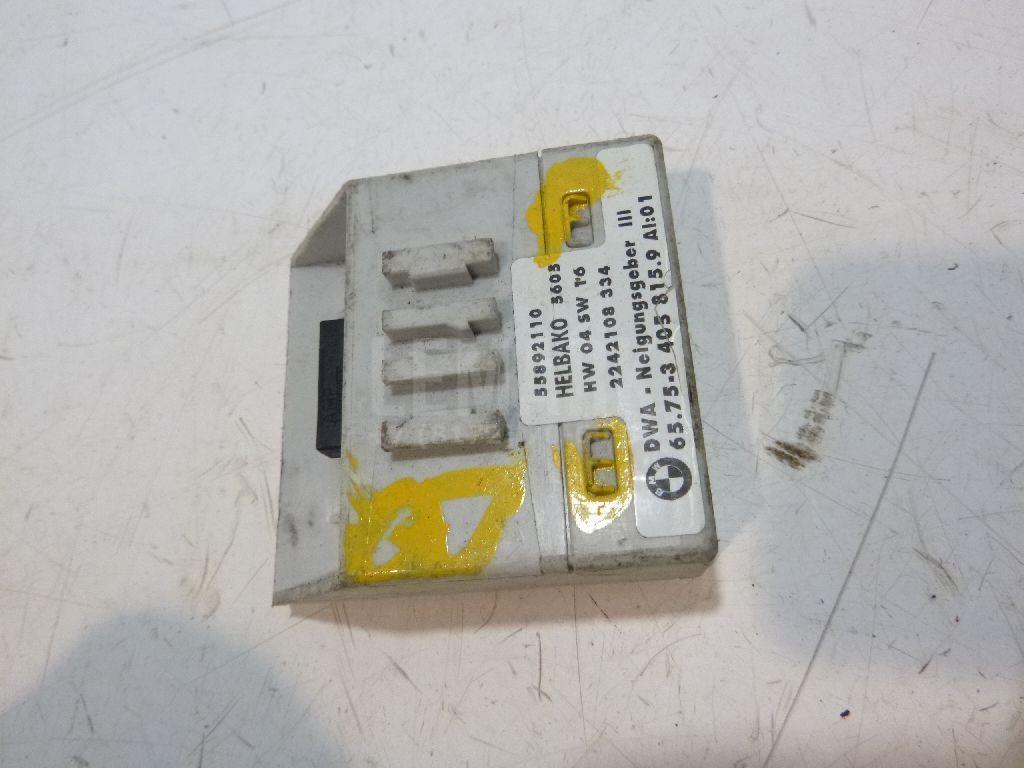 55892110
HELBAKO 3603
HW 04 SW 16
2242108 334
DWA - Neigungsgeber III
65.75-3 405 815.9 AI:01
BMW